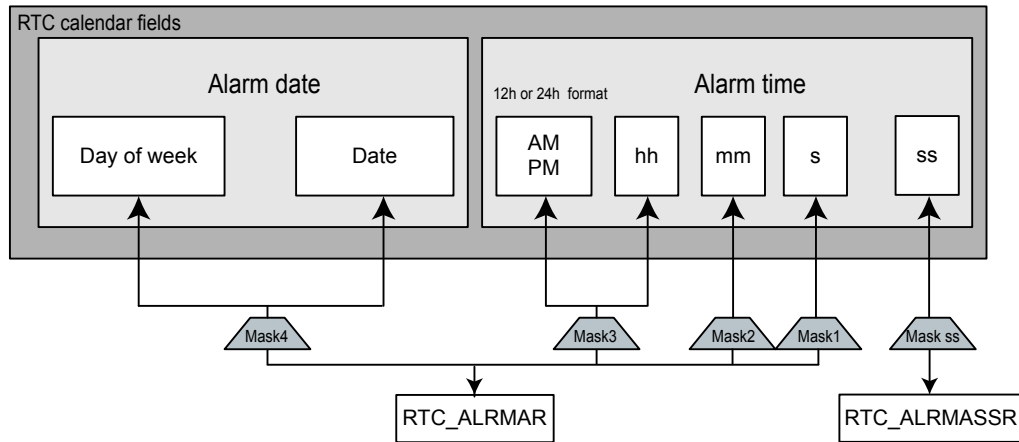 RTC calendar fields
Alarm date
Alarm time
12h or 24h format
Day of week
Date
AM
PM
hh
mm
s
ss
Mask4
Mask3
Mask2
Mask1
Mask ss
RTC_ALRMAR
RTC_ALRMASSR